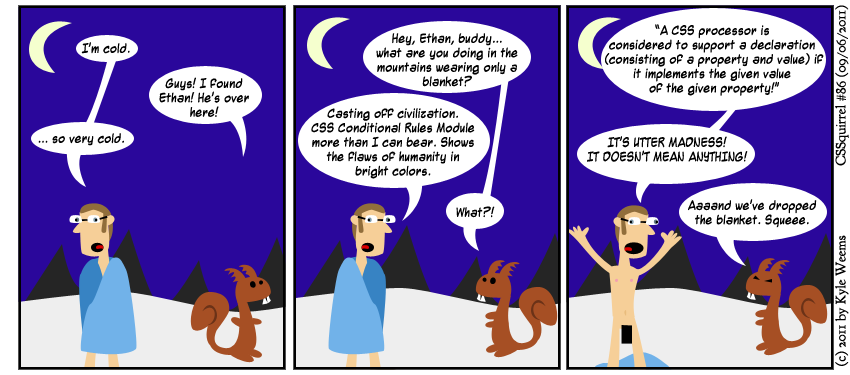 I'm cold.
... so very cold.
Guys! I found
Ethan! He's over
here!
Hey, Ethan, buddy...
what are you doing in the
mountains wearing only a
blanket?
Casting off civilization.
CSS Conditional Rules Module
more than I can bear. Shows
the flaws of humanity in
bright colors.
What?!
"A CSS processor is
considered to support a declaration
(consisting of a property and value) if
it implements the given value
of the given property!"
IT'S UTTER MADNESS!
IT DOESN'T MEAN ANYTHING!
Aaaand we've dropped
the blanket. Squeee.
(c) 2011 by Kyle Weems
CSSquirrel #86 (09/06/2011)